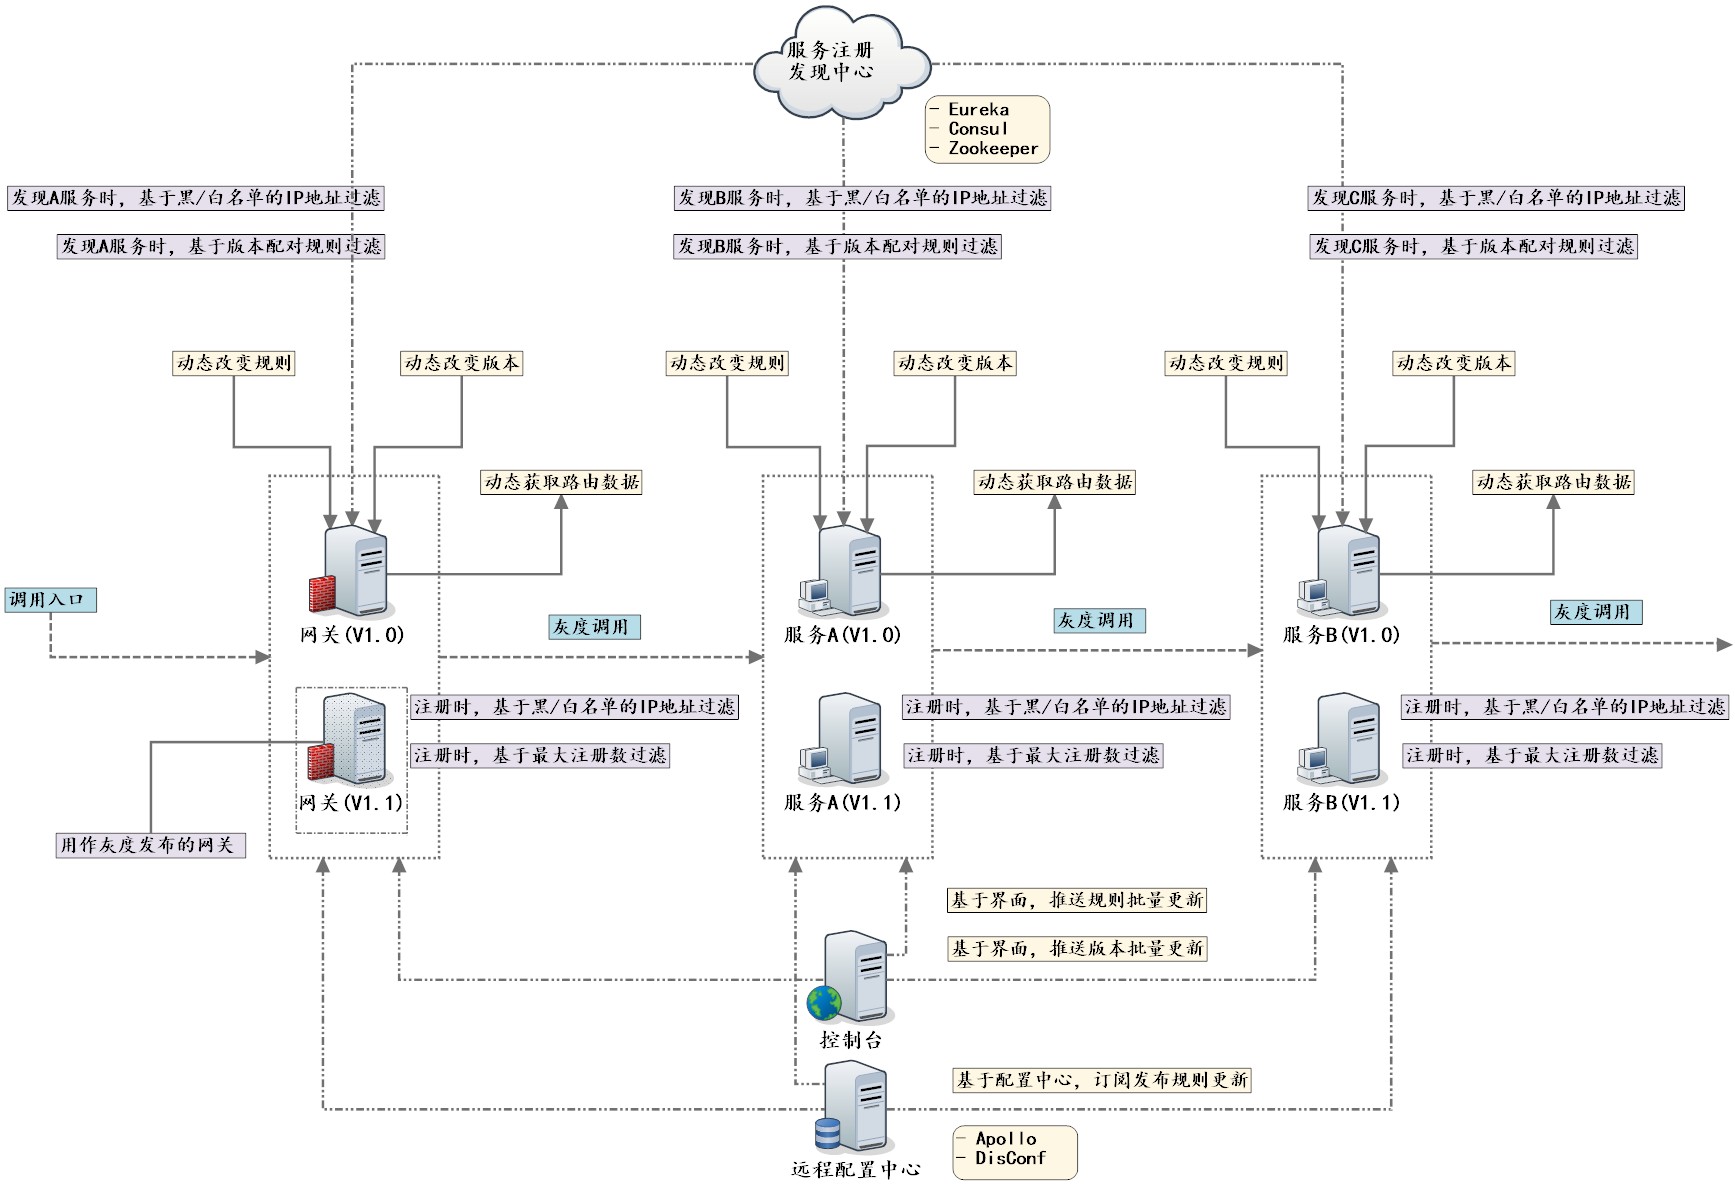 服务注册
发现中心
- Eureka
- Consul
- Zookeeper
发现A服务时，基于黑/白名单的IP地址过滤
发现B服务时，基于黑/白名单的IP地址过滤
发现C服务时，基于黑/白名单的IP地址过滤
发现A服务时，基于版本配对规则过滤
发现B服务时，基于版本配对规则过滤
发现C服务时，基于版本配对规则过滤
动态改变规则
动态改变版本
动态改变规则
动态改变版本
动态改变规则
动态改变版本
动态获取路由数据
动态获取路由数据
动态获取路由数据
调用入口
网关(V1.0)
灰度调用
服务A(V1.0)
灰度调用
服务B(V1.0)
灰度调用
注册时，基于黑/白名单的IP地址过滤
注册时，基于黑/白名单的IP地址过滤
注册时，基于黑/白名单的IP地址过滤
注册时，基于最大注册数过滤
注册时，基于最大注册数过滤
注册时，基于最大注册数过滤
网关(V1.1)
服务A(V1.1)
服务B(V1.1)
用作灰度发布的网关
基于界面，推送规则批量更新
基于界面，推送版本批量更新
控制台
基于配置中心，订阅发布规则更新
- Apollo
- DisConf
远程配置中心